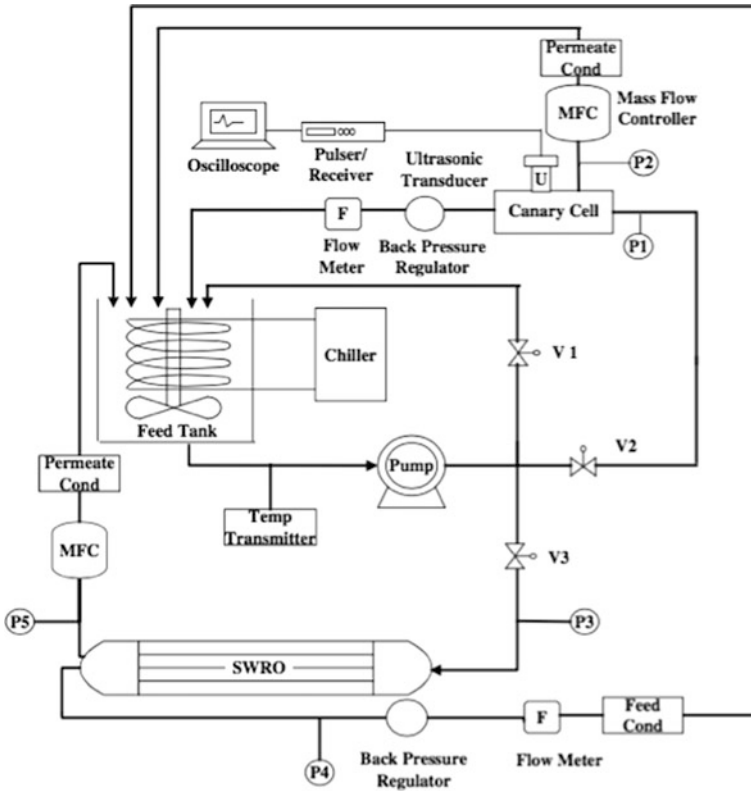 Permeate
Cond
MFC
Mass Flow
Controller
P2
Oscilloscope
Pulser/
Receiver
Ultrasonic
Transducer
U
Canary Cell
F
Flow
Meter
Back Pressure
Regulator
P1
Chiller
V 1
Feed Tank
Pump
V2
Permeate
Cond
Temp
Transmitter
MFC
V3
P5
P3
SWRO
Feed
Cond
F
P4
Back Pressure
Regulator
Flow Meter